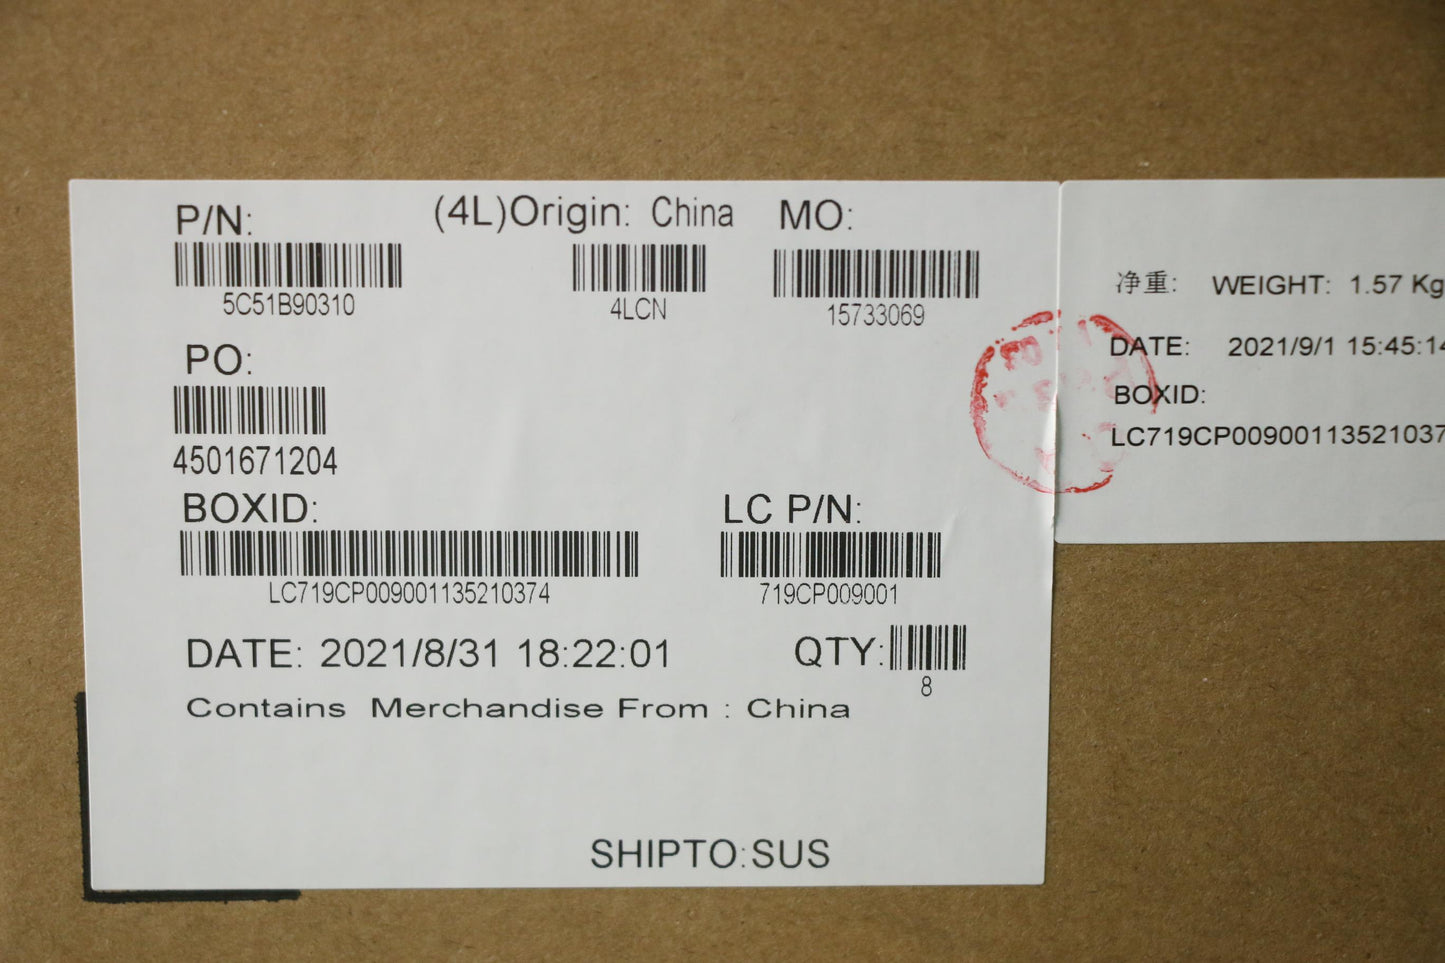 P/N:
(4L)Origin: China
MO:
5C51B90310
4LCN
15733069
PO:
4501671204
BOXID:
LC P/N:
LC719CP009001135210374
719CP009001
DATE: 2021/8/31 18:22:01
QTY:
8
Contains Merchandise From : China
SHIPTO:SUS
净重: WEIGHT: 1.57 Kg
DATE: 2021/9/1 15:45:14
BOXID:
LC719CP00900113521037